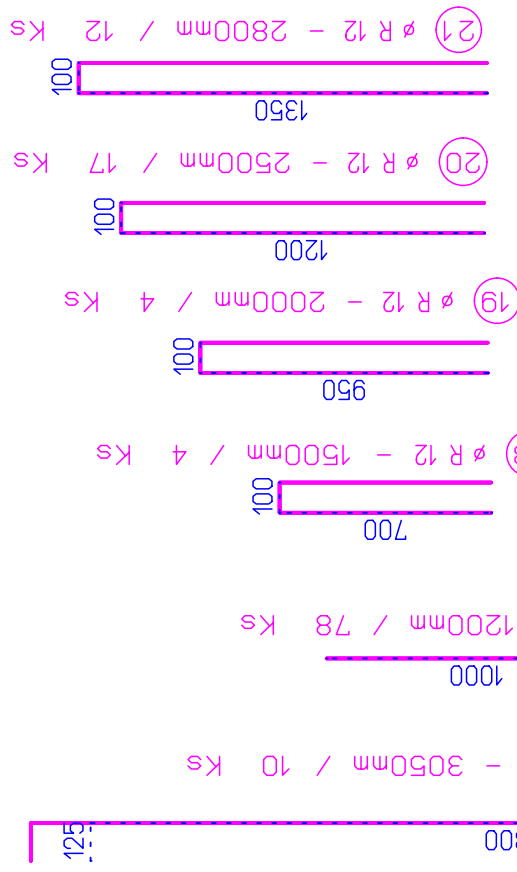 125
- 3050mm / 10 Ks
1000
1200mm / 78 Ks
700
100
ø R 12 - 1500mm / 4 Ks
950
100
19 ø R 12 - 2000mm / 4 Ks
1200
100
20 ø R 12 - 2500mm / 17 Ks
1350
100
21 ø R 12 - 2800mm / 12 Ks